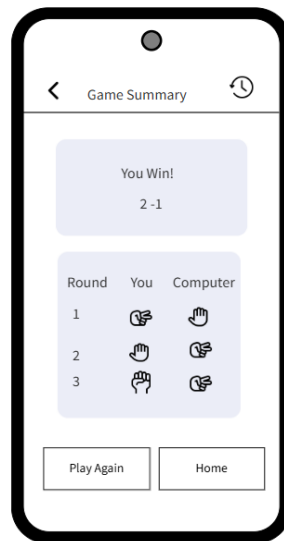 Game Summary
You Win!
2 -1
Round You Computer
1
2
3
Play Again
Home